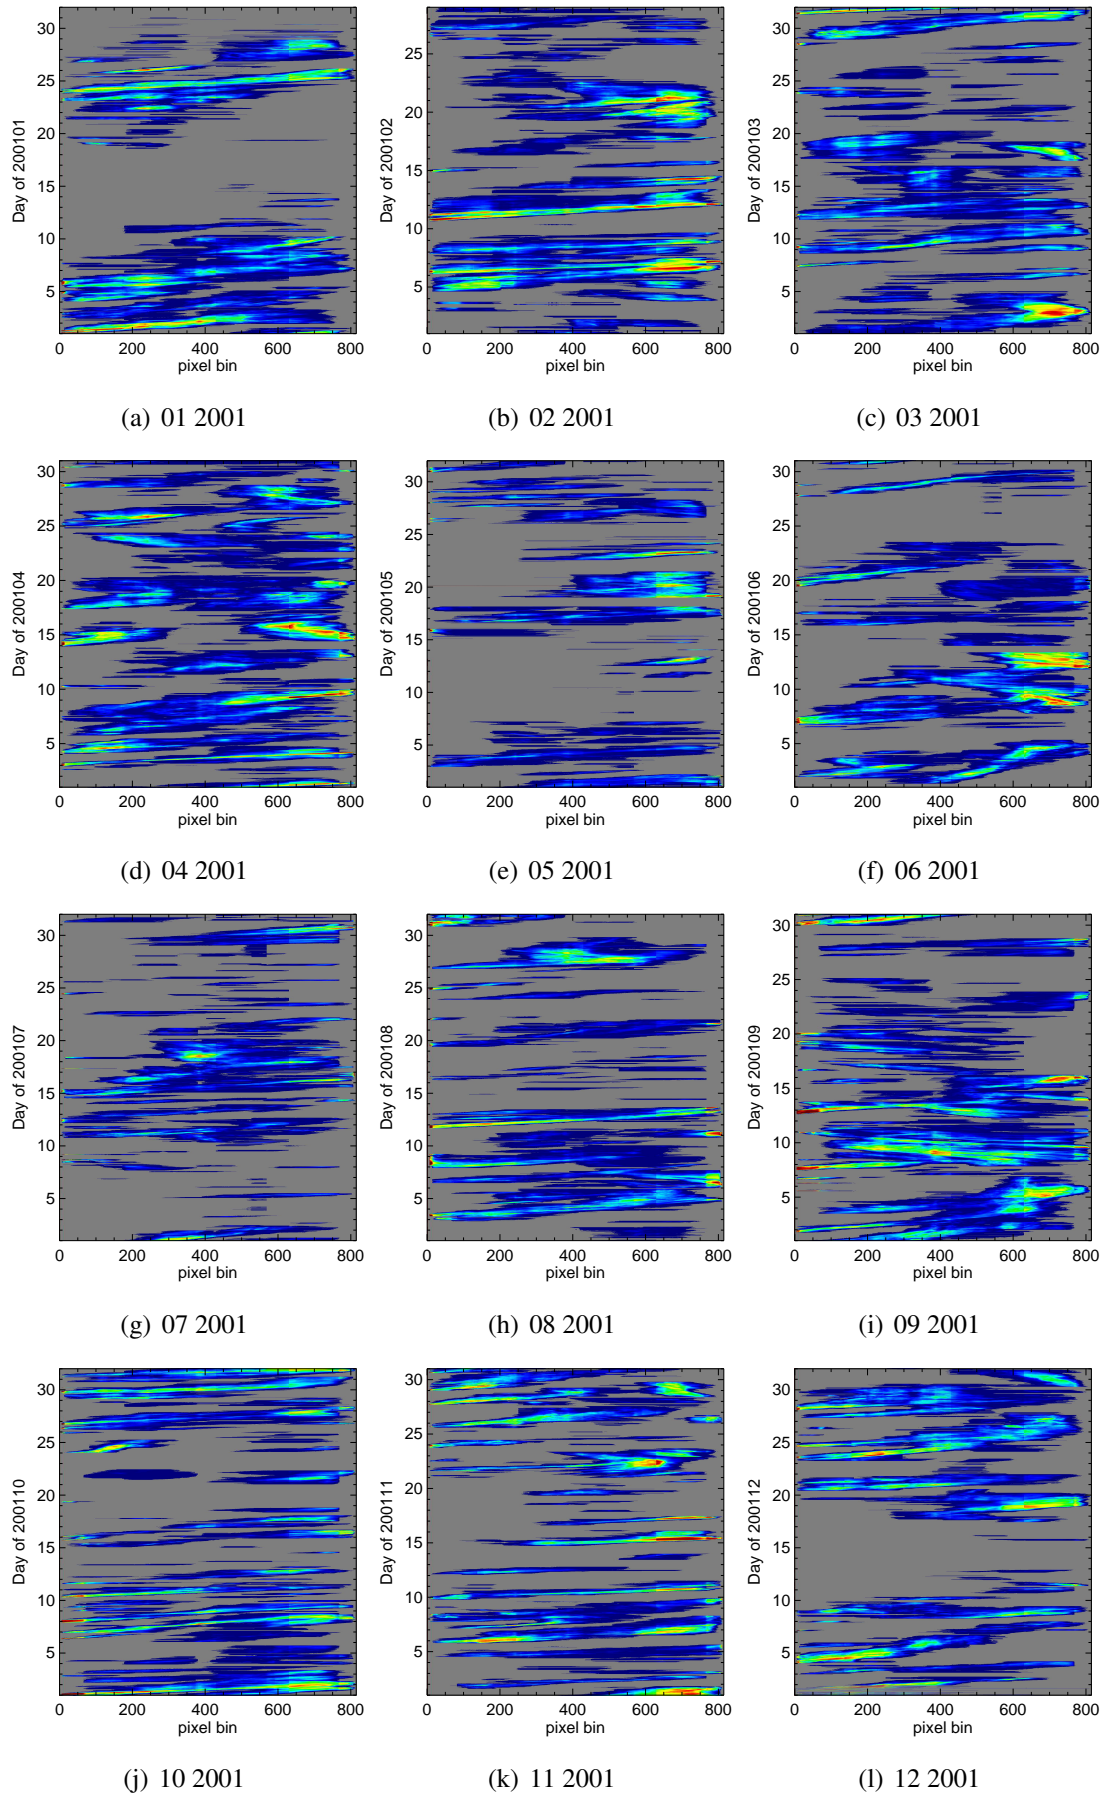 30
25
20
15
10
5
Day of 200101
0 200 400 600 800
pixel bin
(a) 01 2001
25
20
15
10
5
Day of 200102
0 200 400 600 800
pixel bin
(b) 02 2001
30
25
20
15
10
5
Day of 200103
0 200 400 600 800
pixel bin
(c) 03 2001
30
25
20
15
10
5
Day of 200104
0 200 400 600 800
pixel bin
(d) 04 2001
30
25
20
15
10
5
Day of 200105
0 200 400 600 800
pixel bin
(e) 05 2001
30
25
20
15
10
5
Day of 200106
0 200 400 600 800
pixel bin
(f) 06 2001
30
25
20
15
10
5
Day of 200107
0 200 400 600 800
pixel bin
(g) 07 2001
30
25
20
15
10
5
Day of 200108
0 200 400 600 800
pixel bin
(h) 08 2001
30
25
20
15
10
5
Day of 200109
0 200 400 600 800
pixel bin
(i) 09 2001
30
25
20
15
10
5
Day of 200110
0 200 400 600 800
pixel bin
(j) 10 2001
30
25
20
15
10
5
Day of 200111
0 200 400 600 800
pixel bin
(k) 11 2001
30
25
20
15
10
5
Day of 200112
0 200 400 600 800
pixel bin
(l) 12 2001